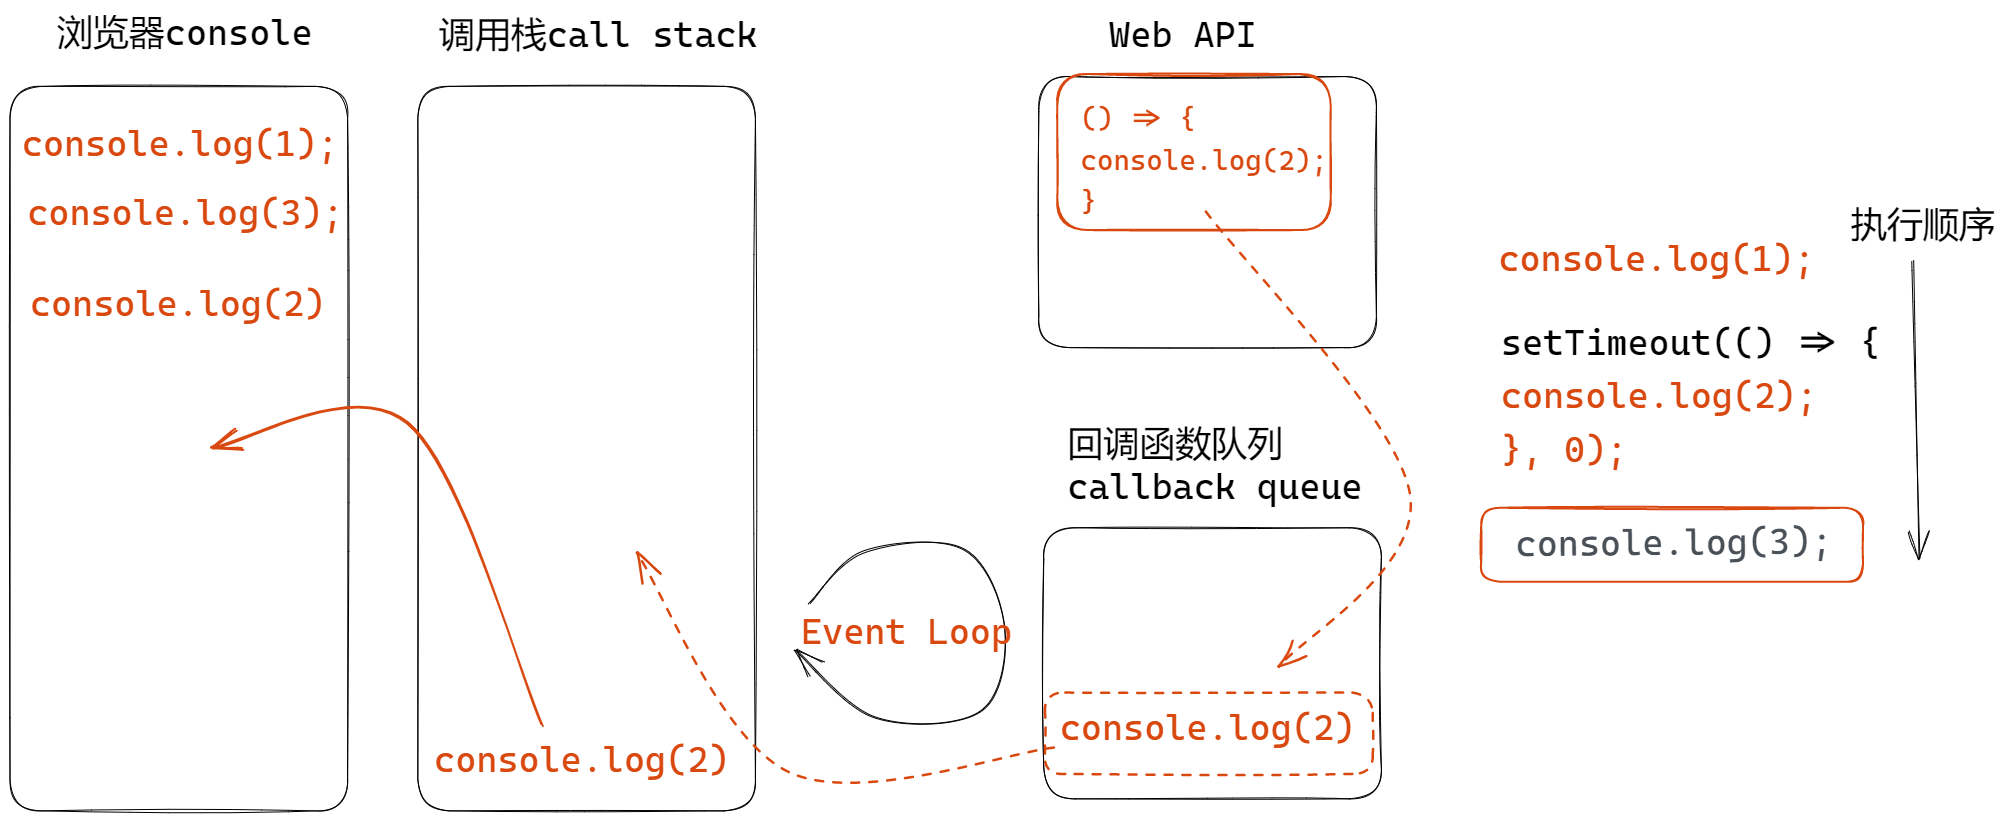 浏览器console
console.log(1);
console.log(3);
console.log(2)
调用栈call stack
console.log(2)
Event Loop
Web API
() => {
console.log(2);
}
回调函数队列
callback queue
console.log(2)
执行顺序
console.log(1);
setTimeout(() => {
console.log(2);
}, 0);
console.log(3);